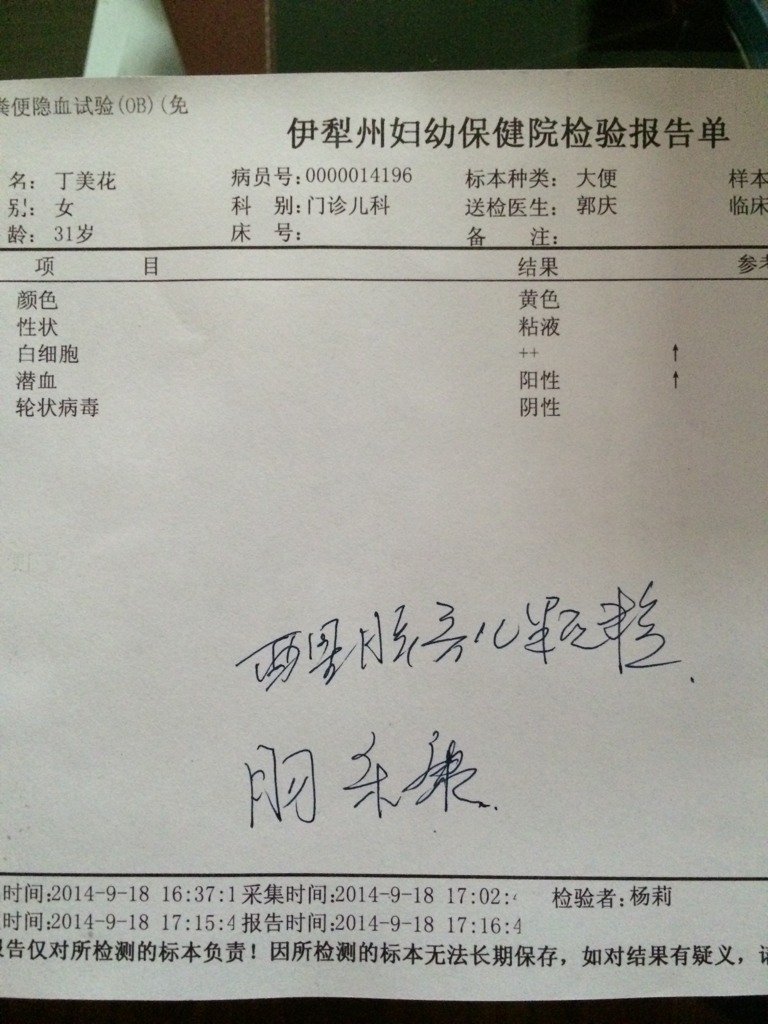 粪便隐血试验(OB)(免
伊犁州妇幼保健院检验报告单
名: 丁美花 病员号:0000014196 标本种类: 大便 样本
别: 女 科 别:门诊儿科 送检医生: 郭庆 临床
龄: 31岁 床 号: 备 注:
项 目 结果 参考
颜色 黄色
性状 粘液
白细胞 ++ ↑
潜血 阳性 ↑
轮状病毒 阴性
颗粒
时间:2014-9-18 16:37:1 采集时间:2014-9-18 17:02: 检验者:杨莉
时间:2014-9-18 17:15:4 报告时间:2014-9-18 17:16:4
报告仅对所检测的标本负责! 因所检测的标本无法长期保存, 如对结果有疑义, 请